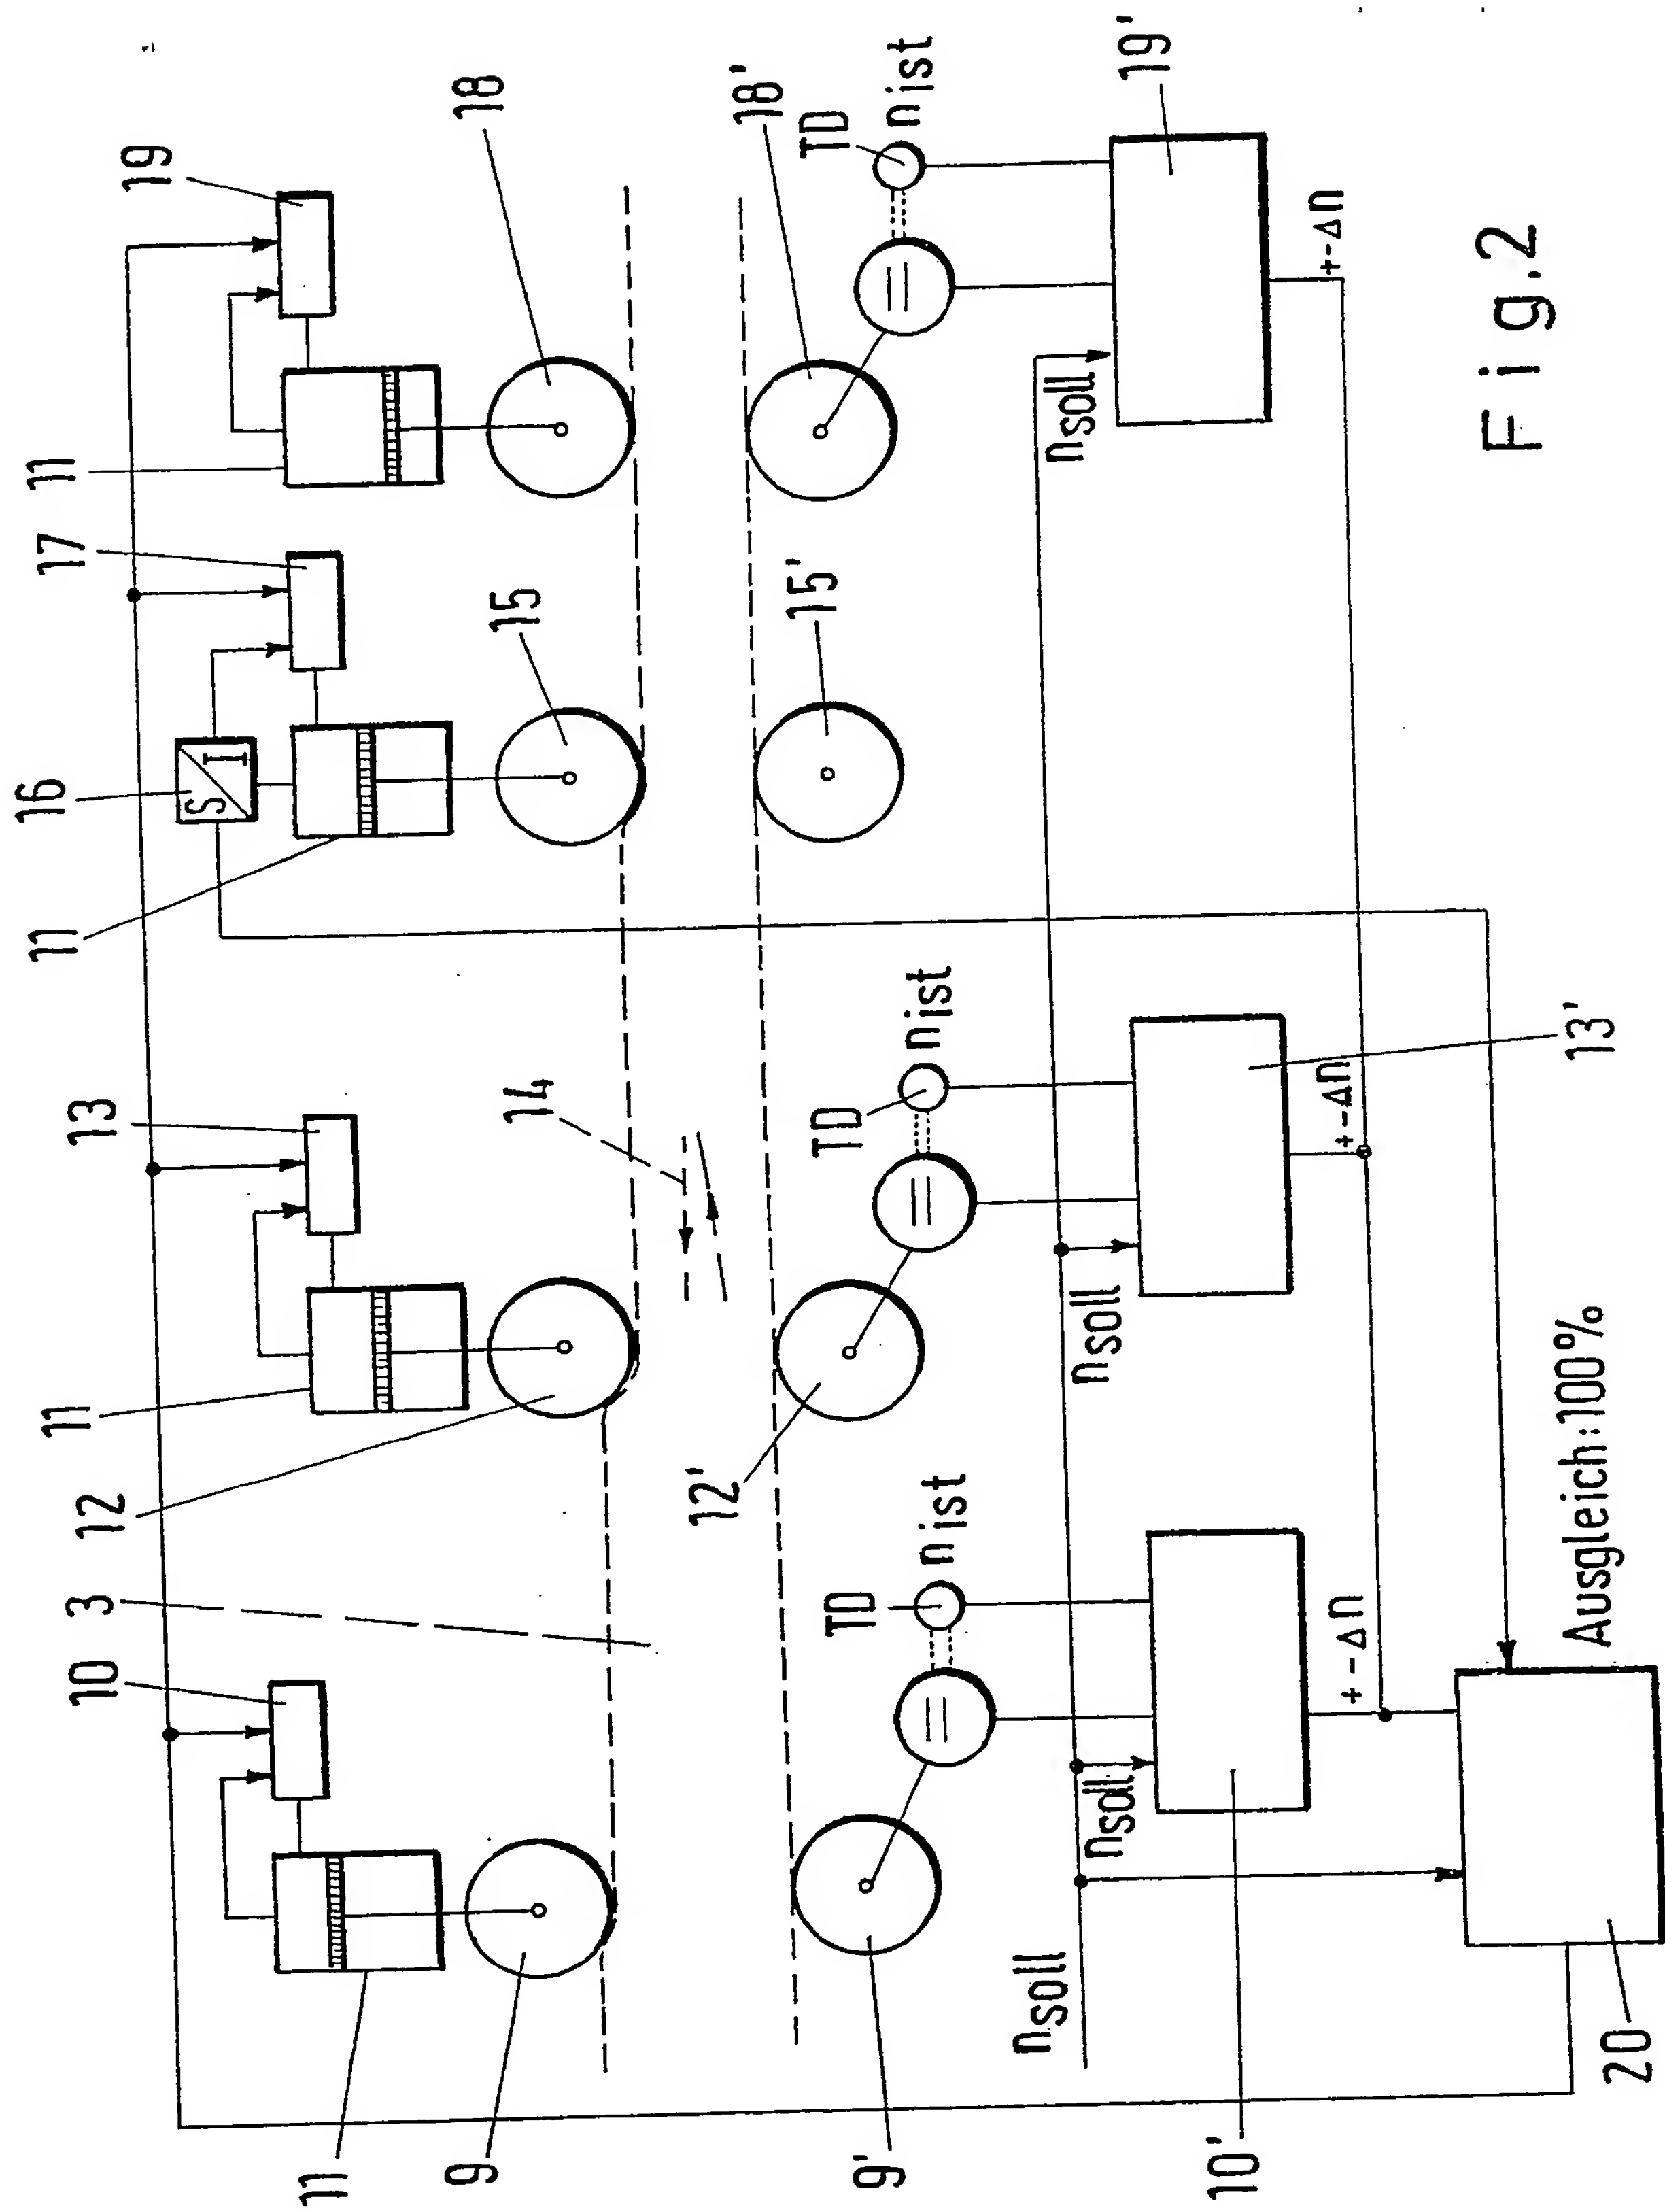 11
10
3
11
13
11
16
17
11
19
9
12
14
15
18
S
I
9'
12'
15'
18'
TD
nist
TD
nist
TD
nist
nsoll
nsoll
nsoll
nsoll
10'
13'
19'
+-Δn
+-Δn
+-Δn
20
Ausgleich:100%
Fig.2